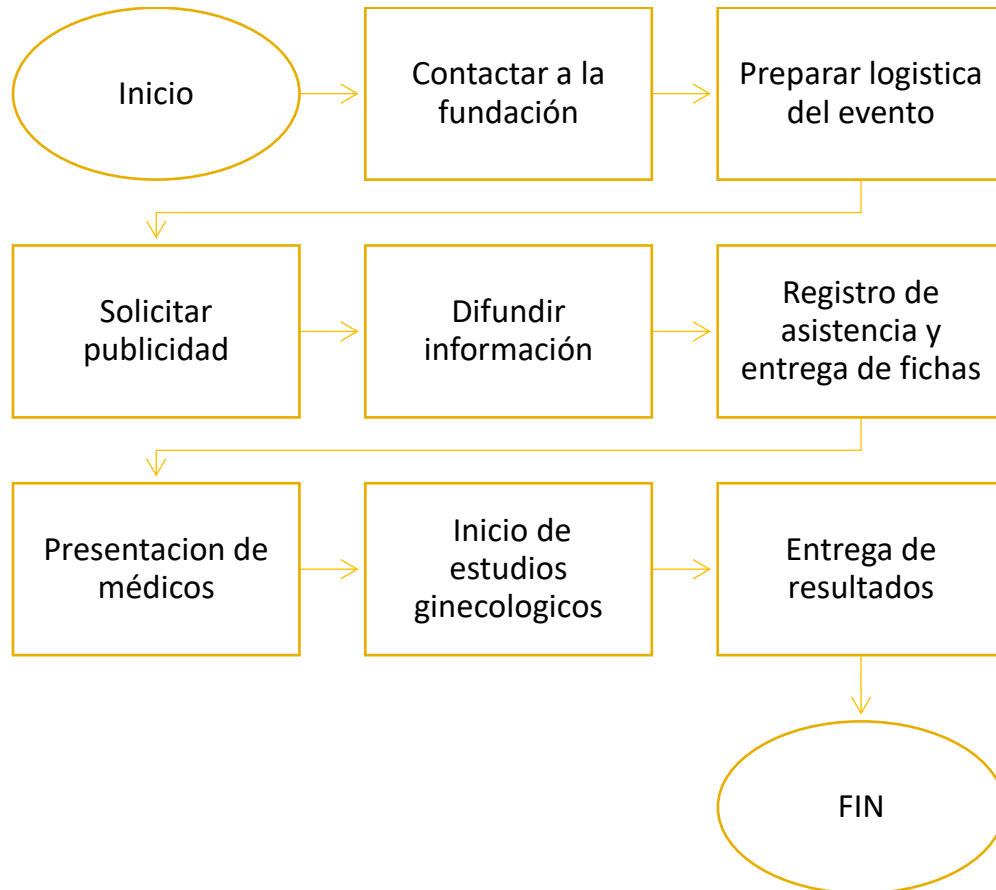 Inicio
Contactar a la
fundación
Preparar logistica
del evento
Solicitar
publicidad
Difundir
información
Registro de
asistencia y
entrega de fichas
Presentacion de
médicos
Inicio de
estudios
ginecologicos
Entrega de
resultados
FIN